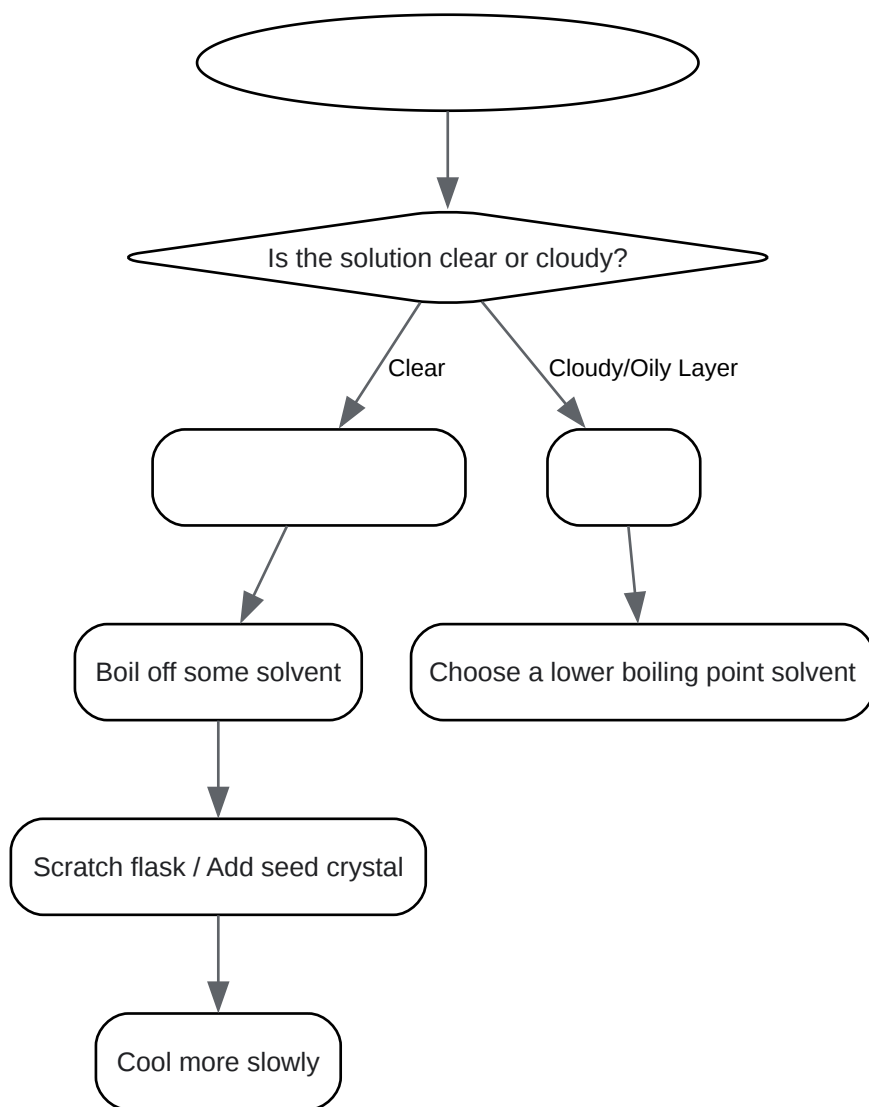 Is the solution clear or cloudy?
Clear
Cloudy/Oily Layer
Boil off some solvent
Choose a lower boiling point solvent
Scratch flask / Add seed crystal
Cool more slowly